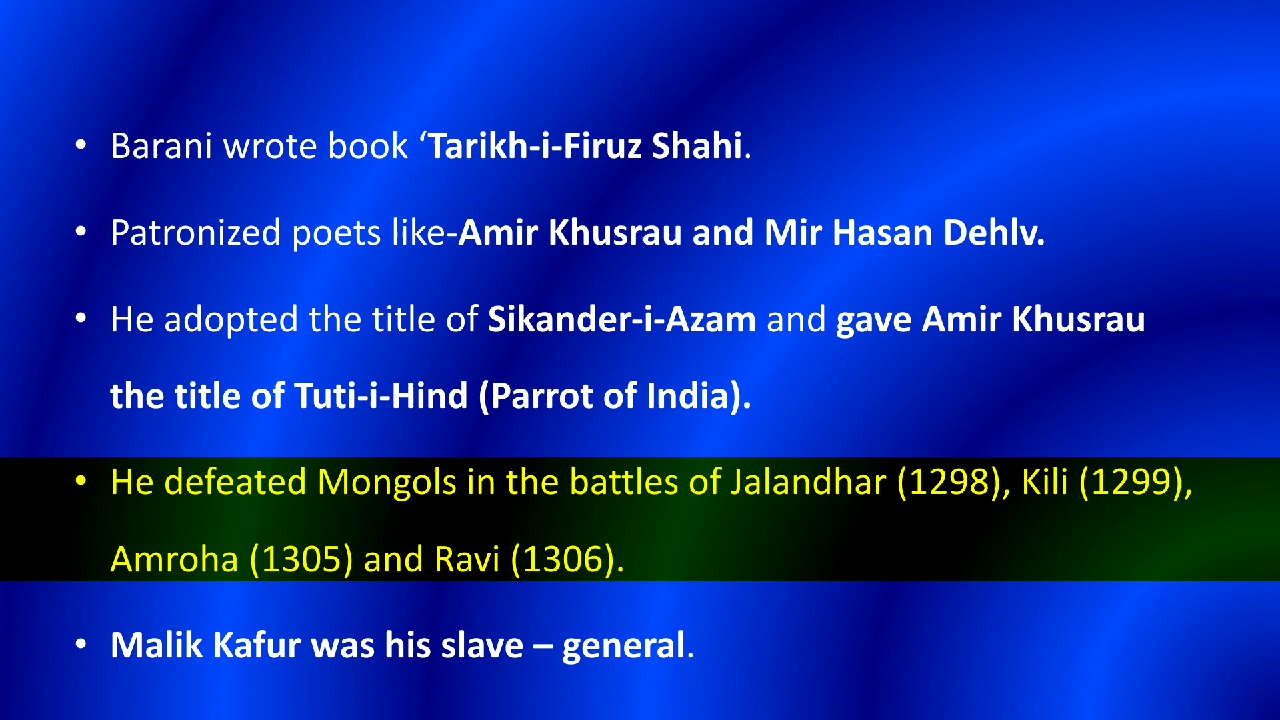 • Barani wrote book ‘Tarikh-i-Firuz Shahi.
• Patronized poets like-Amir Khusrau and Mir Hasan Dehlv.
• He adopted the title of Sikander-i-Azam and gave Amir Khusrau
the title of Tuti-i-Hind (Parrot of India).
• He defeated Mongols in the battles of Jalandhar (1298), Kili (1299),
Amroha (1305) and Ravi (1306).
• Malik Kafur was his slave – general.